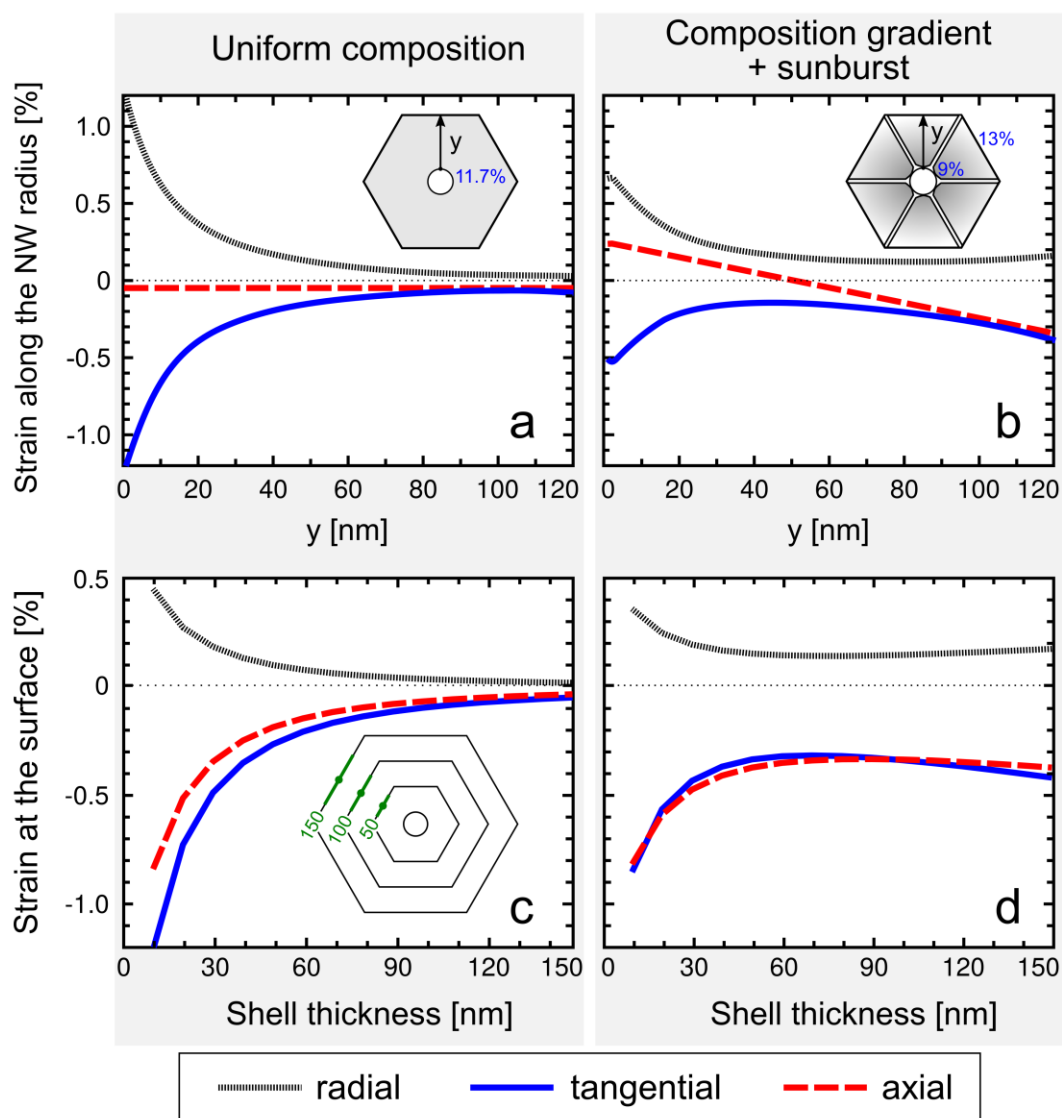 Uniform composition
Composition gradient
+ sunburst
Strain along the NW radius [%]
1.0
0.5
0
-0.5
-1.0
y
11.7%
a
0 20 40 60 80 100 120
y [nm]
y
13%
9%
b
0 20 40 60 80 100 120
y [nm]
Strain at the surface [%]
0.5
0
-0.5
-1.0
150
100
50
c
0 30 60 90 120 150
Shell thickness [nm]
d
0 30 60 90 120 150
Shell thickness [nm]
radial tangential axial